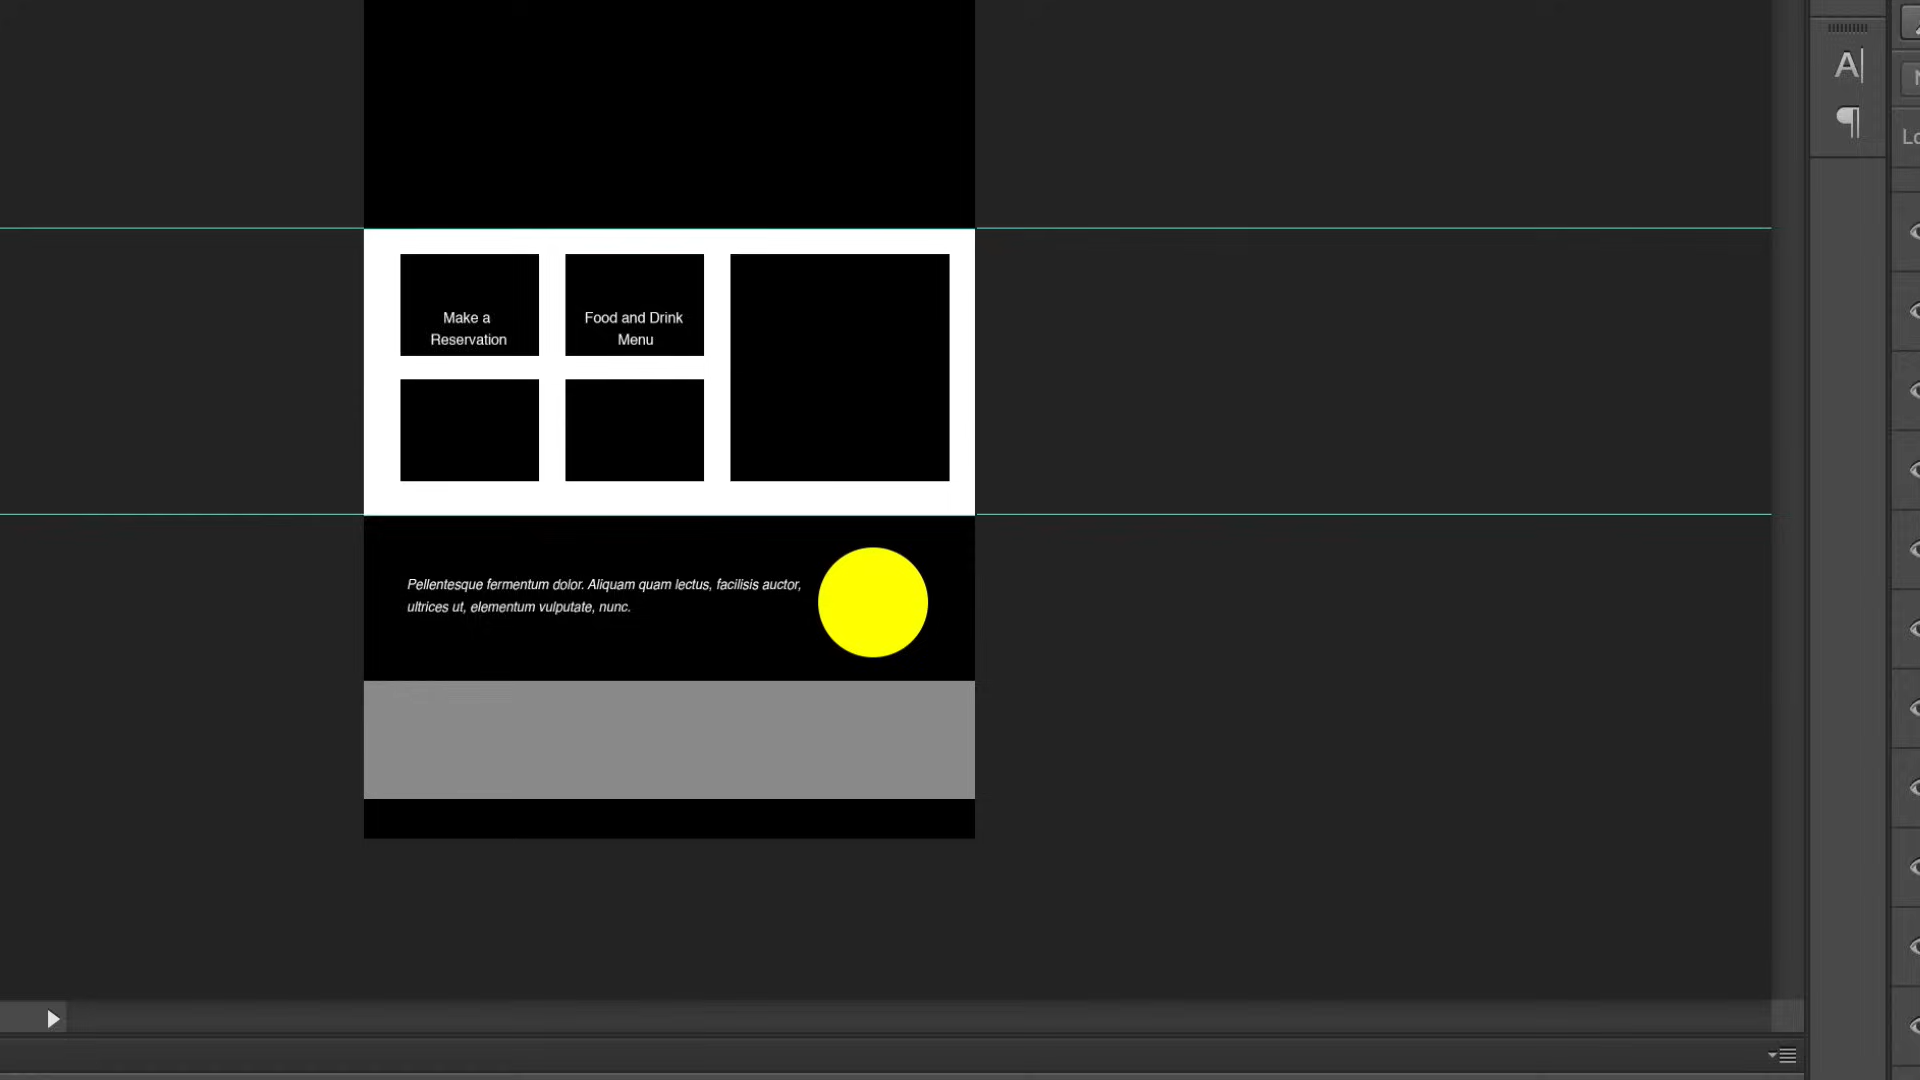 Make a
Reservation
Food and Drink
Menu
Pellentesque fermentum dolor. Aliquam quam lectus, facilisis auctor,
ultrices ut, elementum vulputate, nunc.
A
¶
Lo